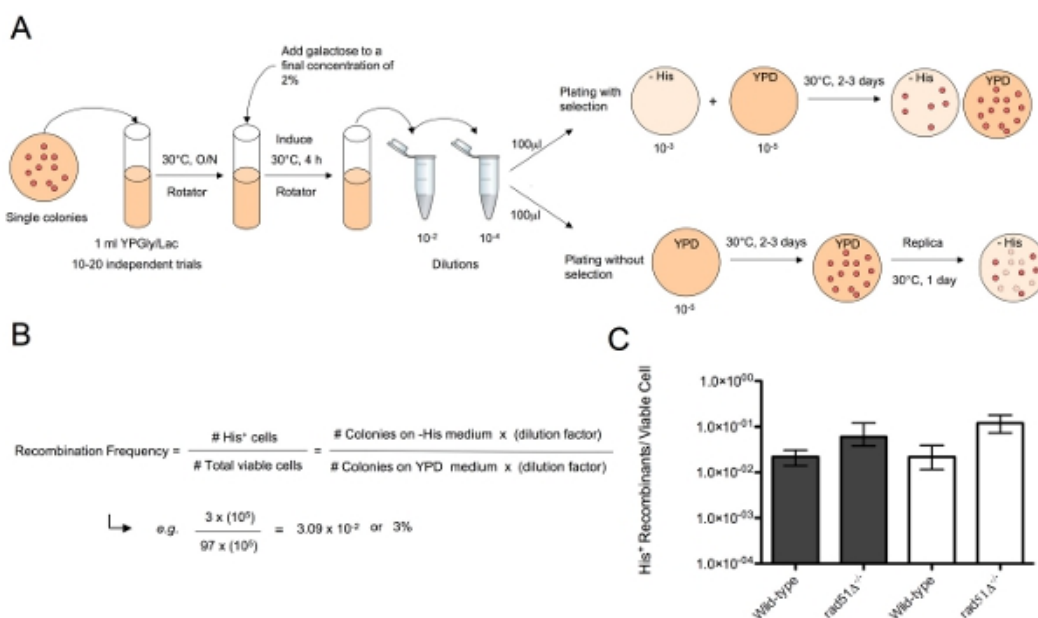 A
Add galactose to a
final concentration of
2%
Single colonies
30°C, O/N
Rotator
1 ml YPGly/Lac
10-20 independent trials
Induce
30°C, 4 h
Rotator
10⁻²
10⁻⁴
Dilutions
100µl
100µl
Plating with
selection
- His
+
YPD
10⁻³
10⁻⁵
30°C, 2-3 days
- His
YPD
Plating without
selection
YPD
10⁻⁵
30°C, 2-3 days
YPD
Replica
30°C, 1 day
- His
B
Recombination Frequency =
# His⁺ cells
# Total viable cells
=
# Colonies on -His medium x (dilution factor)
# Colonies on YPD medium x (dilution factor)
e.g.
3 x (10⁵)
97 x (10⁵)
= 3.09 x 10⁻² or 3%
C
His⁺ Recombinants/ Viable Cell
1.0×10⁰⁰
1.0×10⁻⁰¹
1.0×10⁻⁰²
1.0×10⁻⁰³
1.0×10⁻⁰⁴
Wild-type
rad51Δ⁻/⁻
Wild-type
rad51Δ⁻/⁻